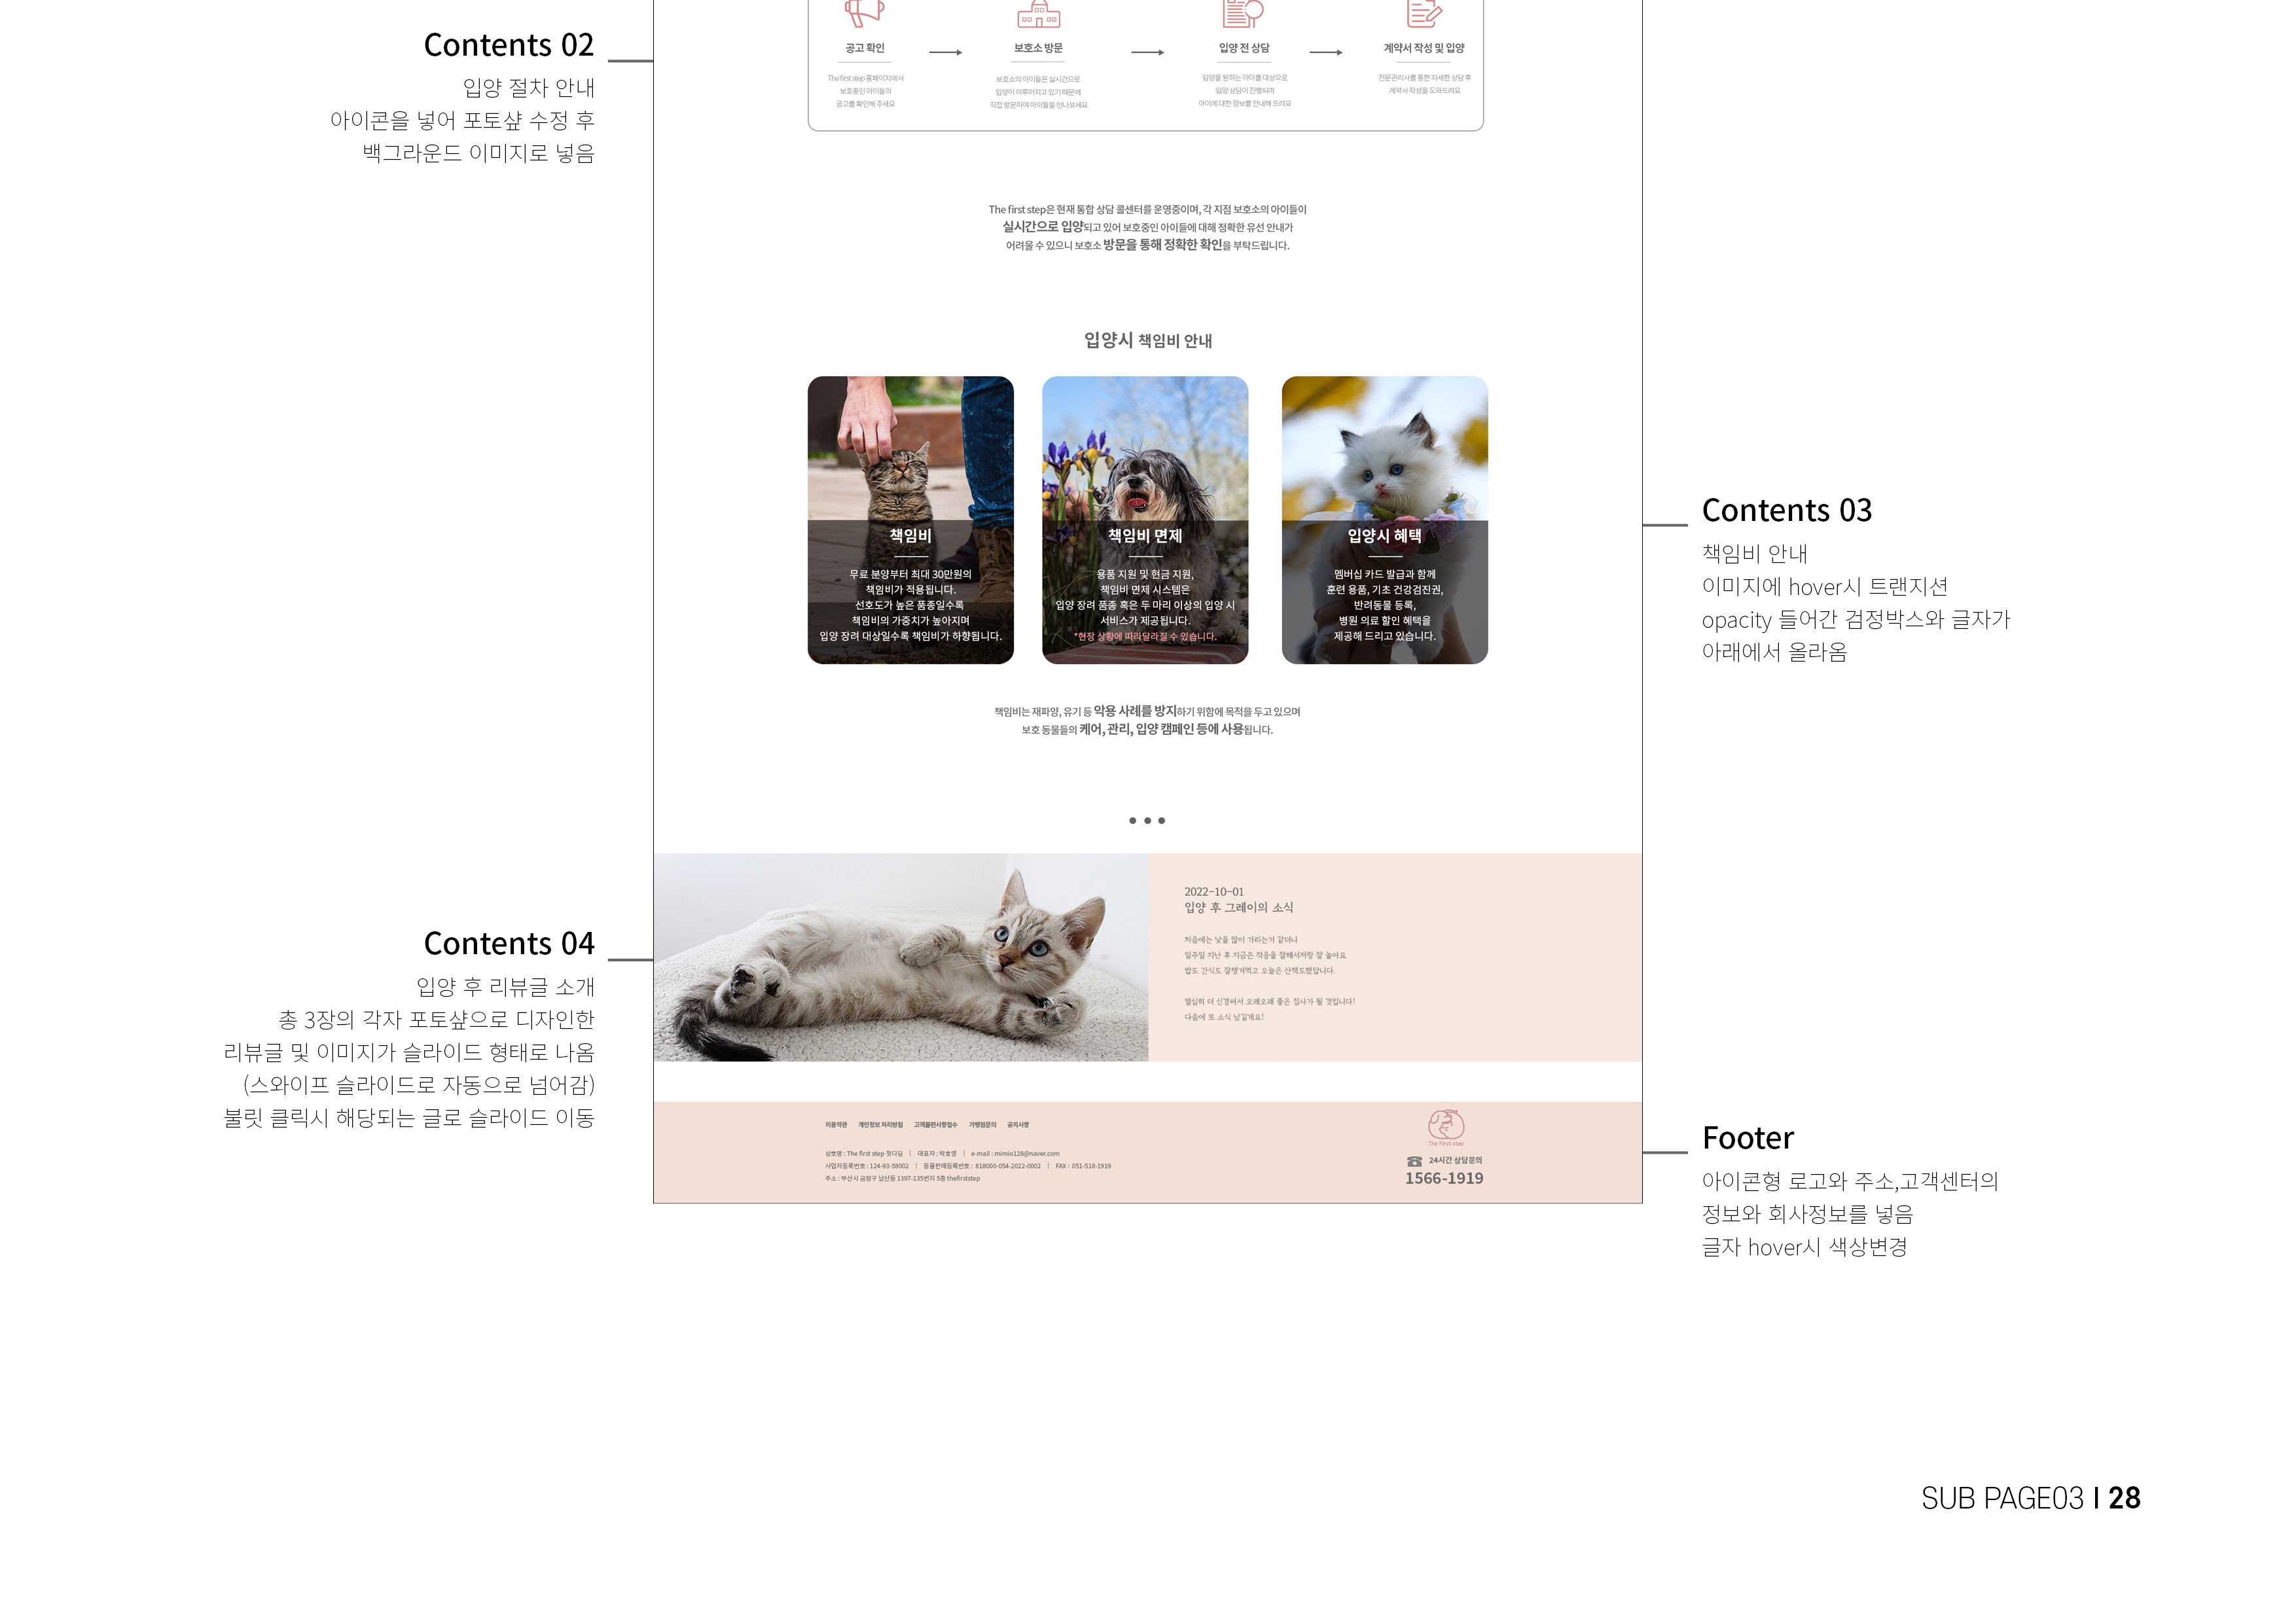 Contents 02
입양 절차 안내
아이콘을 넣어 포토샾 수정 후
백그라운드 이미지로 넣음
공고 확인
The first step 홈페이지에서
보호중인 아이들의
공고를 확인해 주세요
보호소 방문
보호소의 아이들은 실시간으로
입양이 이루어지고 있기 때문에
직접 방문하여 아이들을 만나보세요
입양 전 상담
입양을 원하는 아이를 대상으로
입양 상담이 진행되며
아이에 대한 정보를 안내해 드려요
계약서 작성 및 입양
전문관리사를 통한 자세한 상담 후
계약서 작성을 도와드려요
The first step은 현재 통합 상담 콜센터를 운영중이며, 각 지점 보호소의 아이들이
실시간으로 입양되고 있어 보호중인 아이들에 대해 정확한 유선 안내가
어려울 수 있으니 보호소 방문을 통해 정확한 확인을 부탁드립니다.
입양시 책임비 안내
책임비
무료 분양부터 최대 30만원의
책임비가 적용됩니다.
선호도가 높은 품종일수록
책임비의 가중치가 높아지며
입양 장려 대상일수록 책임비가 하향됩니다.
책임비 면제
용품 지원 및 현금 지원,
책임비 면제 시스템은
입양 장려 품종 혹은 두 마리 이상의 입양 시
서비스가 제공됩니다.
*현장 상황에 따라달라질 수 있습니다.
입양시 혜택
멤버십 카드 발급과 함께
훈련 용품, 기초 건강검진권,
반려동물 등록,
병원 의료 할인 혜택을
제공해 드리고 있습니다.
Contents 03
책임비 안내
이미지에 hover시 트랜지션
opacity 들어간 검정박스와 글자가
아래에서 올라옴
책임비는 재파양, 유기 등 악용 사례를 방지하기 위함에 목적을 두고 있으며
보호 동물들의 케어, 관리, 입양 캠페인 등에 사용됩니다.
Contents 04
입양 후 리뷰글 소개
총 3장의 각자 포토샾으로 디자인한
리뷰글 및 이미지가 슬라이드 형태로 나옴
(스와이프 슬라이드로 자동으로 넘어감)
불릿 클릭시 해당되는 글로 슬라이드 이동
2022-10-01
입양 후 그레이의 소식
처음에는 낯을 많이 가리는거 같더니
일주일 지난 후 지금은 적응을 잘해서저랑 잘 놀아요.
밥도 간식도 잘챙겨먹고 오늘은 산책도했답니다.
열심히 더 신경써서 오래오래 좋은 집사가 될 것입니다!
다음에 또 소식 남길게요!
이용약관 개인정보 처리방침 고객불편사항접수 가맹점문의 공지사항
상호명 : The first step 첫디딤 | 대표자 : 박호영 | e-mail : mimio128@naver.com
사업자등록번호 : 124-93-58002 | 동물판매등록번호 : 818000-054-2022-0002 | FAX : 051-518-1919
주소 : 부산시 금정구 남산동 1397-135번지 5층 thefirststep
The First step
24시간 상담문의
1566-1919
Footer
아이콘형 로고와 주소,고객센터의
정보와 회사정보를 넣음
글자 hover시 색상변경
SUB PAGE03 I 28